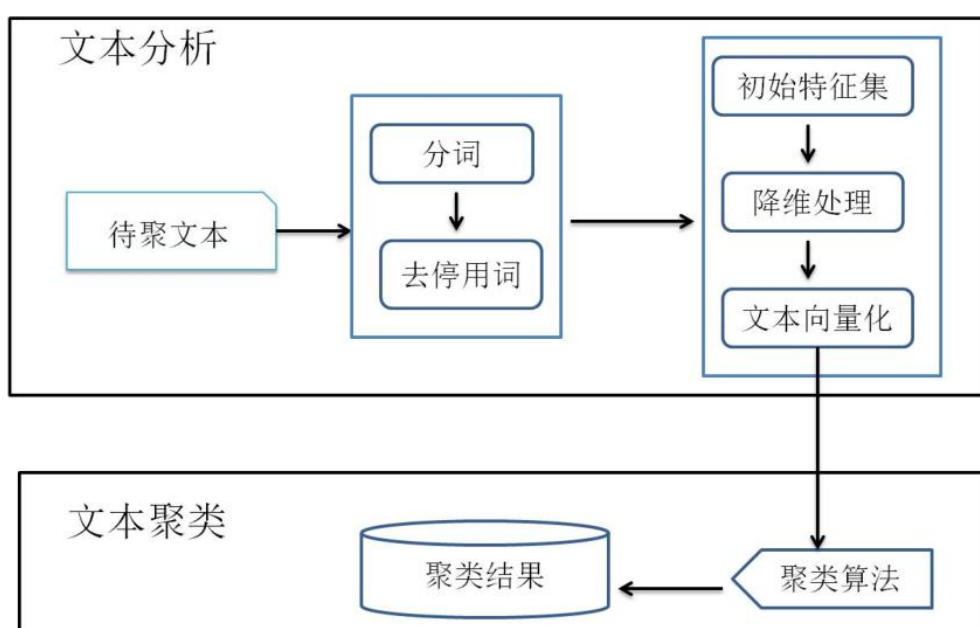 文本分析
待聚文本
分词
去停用词
初始特征集
降维处理
文本向量化
文本聚类
聚类结果
聚类算法